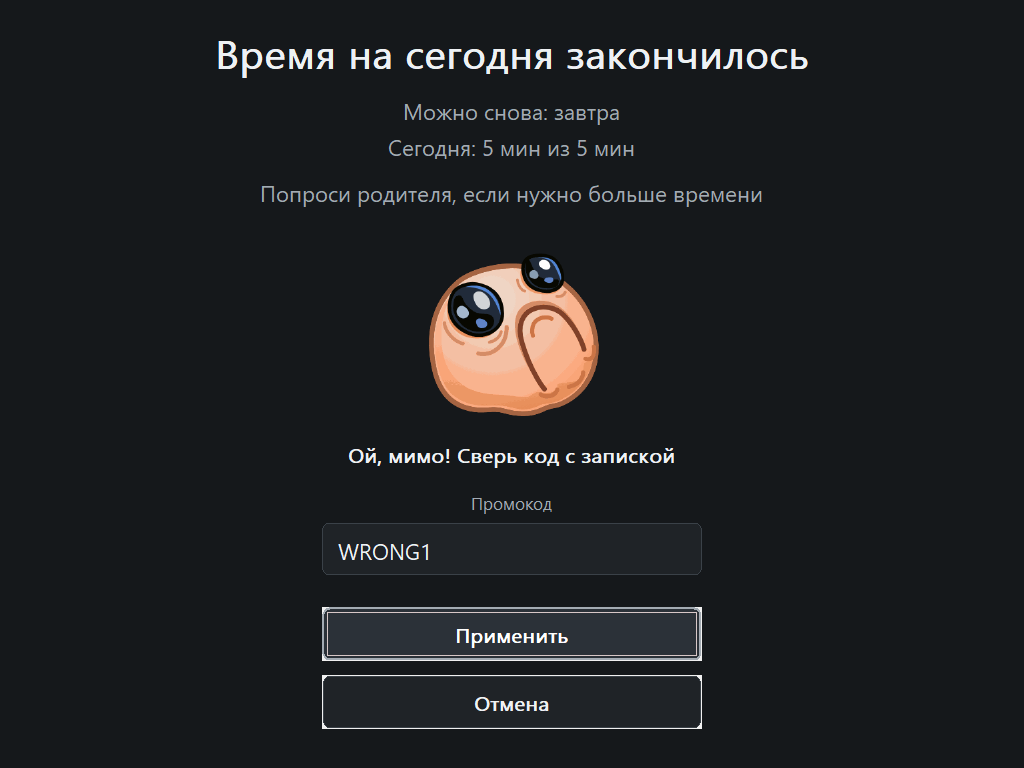 Время на сегодня закончилось
Можно снова: завтра
Сегодня: 5 мин из 5 мин
Попроси родителя, если нужно больше времени
Ой, мимо! Сверь код с запиской
Промокод
WRONG1
Применить
Отмена